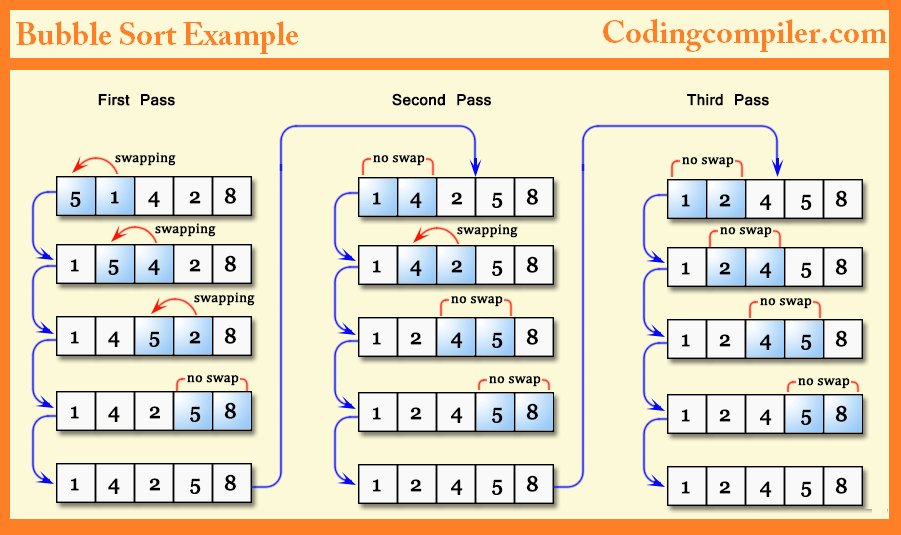 Bubble Sort Example
Codingcompiler.com
First Pass
swapping
5 1 4 2 8
swapping
1 5 4 2 8
swapping
1 4 5 2 8
no swap
1 4 2 5 8
1 4 2 5 8
Second Pass
no swap
1 4 2 5 8
swapping
1 4 2 5 8
no swap
1 2 4 5 8
no swap
1 2 4 5 8
1 2 4 5 8
Third Pass
no swap
1 2 4 5 8
no swap
1 2 4 5 8
no swap
1 2 4 5 8
no swap
1 2 4 5 8
1 2 4 5 8